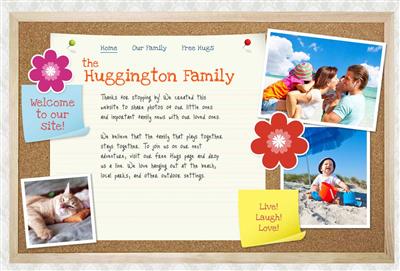 Home Our Family Free Hugs
the
Huggington Family
Welcome
to our
site!
Thanks for stopping by! We created this
website to share photos of our little ones
and important family news with our loved ones.
We believe that the family that plays together
stays together. To join us on our next
adventure, visit our Free Hugs page and drop
us a line. We love hanging out at the beach,
local parks, and other outdoor settings.
Live!
Laugh!
Love!